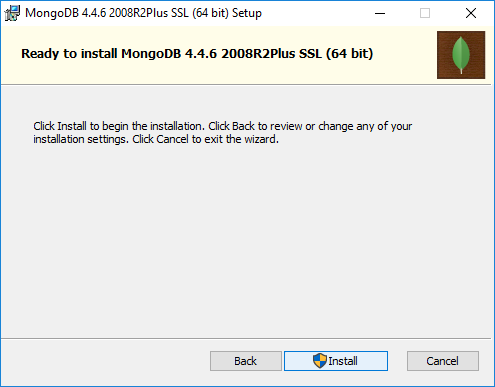 MongoDB 4.4.6 2008R2Plus SSL (64 bit) Setup
Ready to install MongoDB 4.4.6 2008R2Plus SSL (64 bit)
Click Install to begin the installation. Click Back to review or change any of your
installation settings. Click Cancel to exit the wizard.
Back Install Cancel